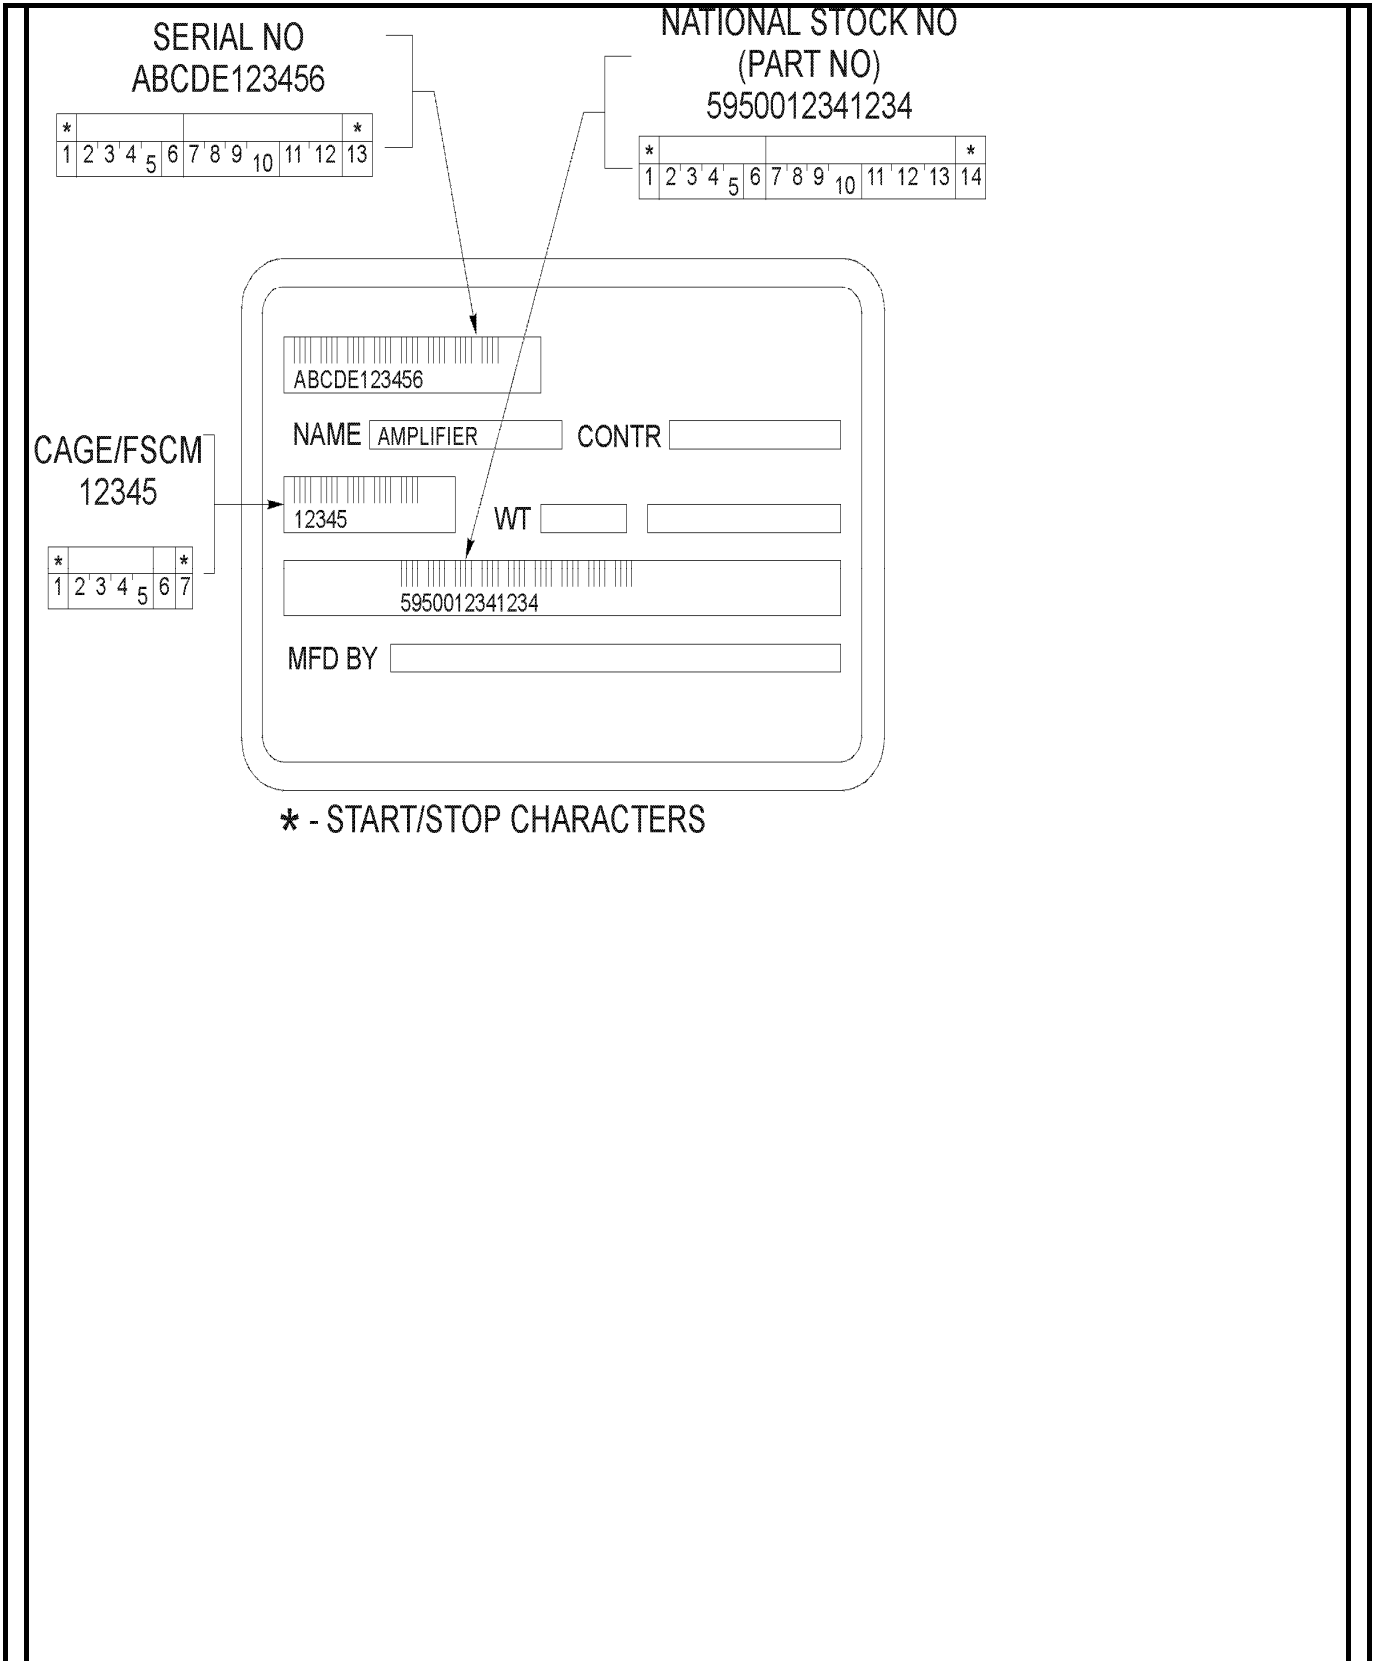 SERIAL NO
ABCDE123456
* *
1 2 3 4 5 6 7 8 9 10 11 12 13
NATIONAL STOCK NO
(PART NO)
5950012341234
* *
1 2 3 4 5 6 7 8 9 10 11 12 13 14
ABCDE123456
NAME AMPLIFIER CONTR
CAGE/FSCM
12345
* *
1 2 3 4 5 6 7
12345
WT
5950012341234
MFD BY
* - START/STOP CHARACTERS